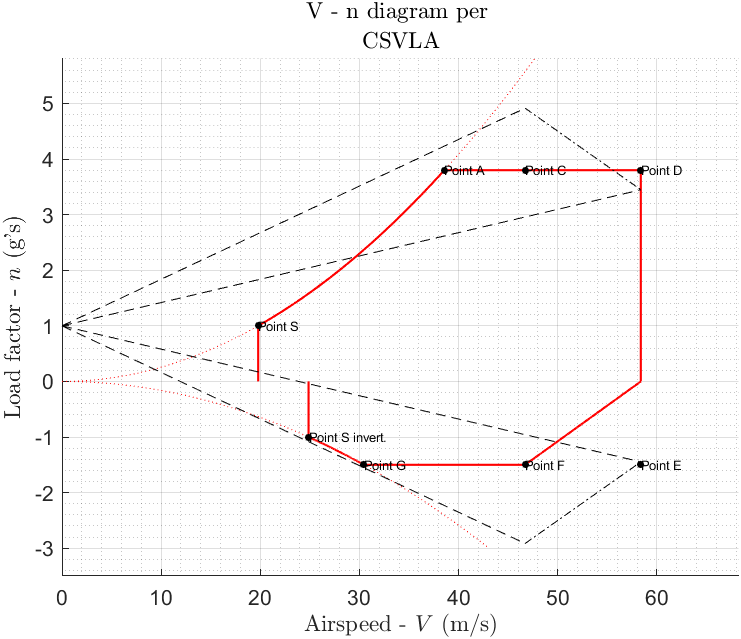 V - n diagram per
CSVLA
5
4
3
2
1
0
-1
-2
-3
Load factor - n (g's)
Point A
Point C
Point D
Point S
Point S invert.
Point G
Point F
Point E
0 10 20 30 40 50 60
Airspeed - V (m/s)